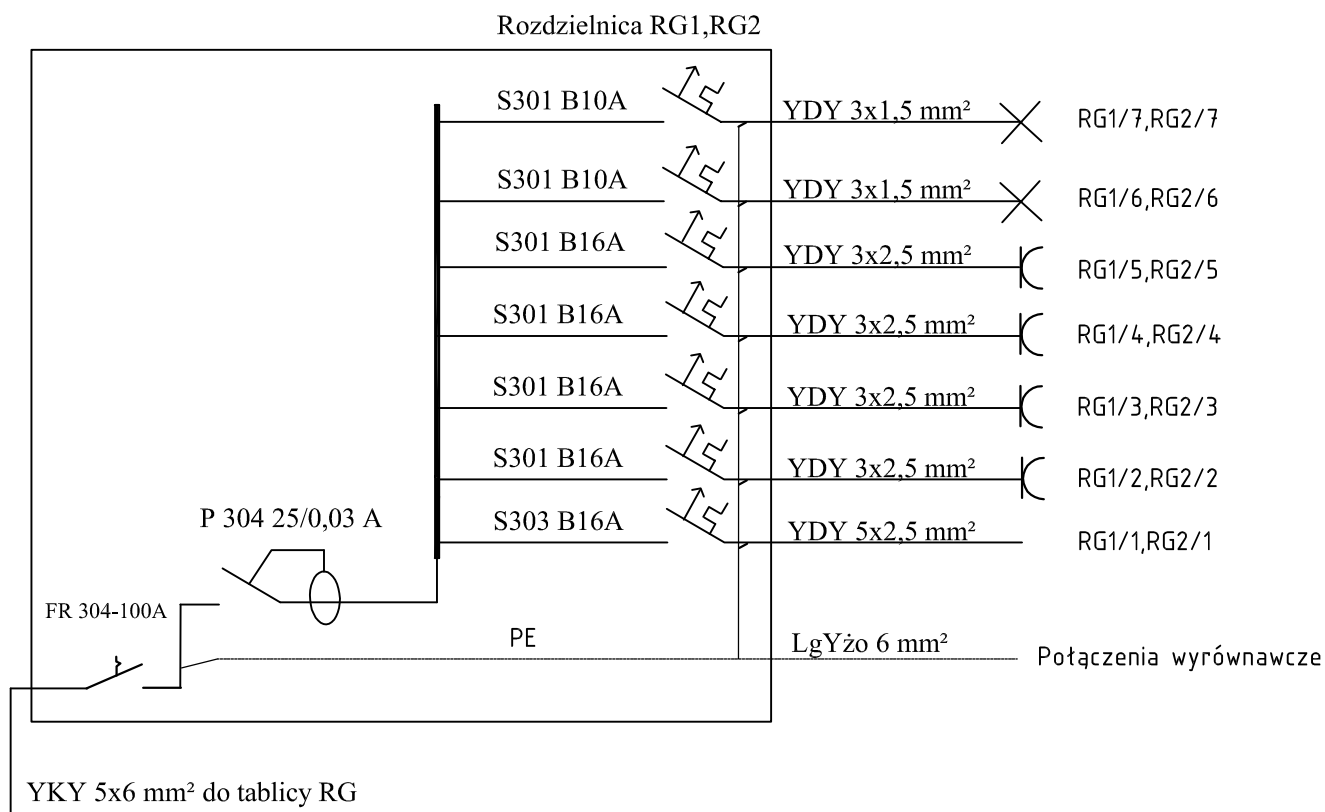 Rozdzielnica RG1,RG2
S301 B10A YDY 3x1,5 mm² RG1/7,RG2/7
S301 B10A YDY 3x1,5 mm² RG1/6,RG2/6
S301 B16A YDY 3x2,5 mm² RG1/5,RG2/5
S301 B16A YDY 3x2,5 mm² RG1/4,RG2/4
S301 B16A YDY 3x2,5 mm² RG1/3,RG2/3
S301 B16A YDY 3x2,5 mm² RG1/2,RG2/2
P 304 25/0,03 A S303 B16A YDY 5x2,5 mm² RG1/1,RG2/1
FR 304-100A
PE LgYżo 6 mm² Połączenia wyrównawcze
YKY 5x6 mm² do tablicy RG